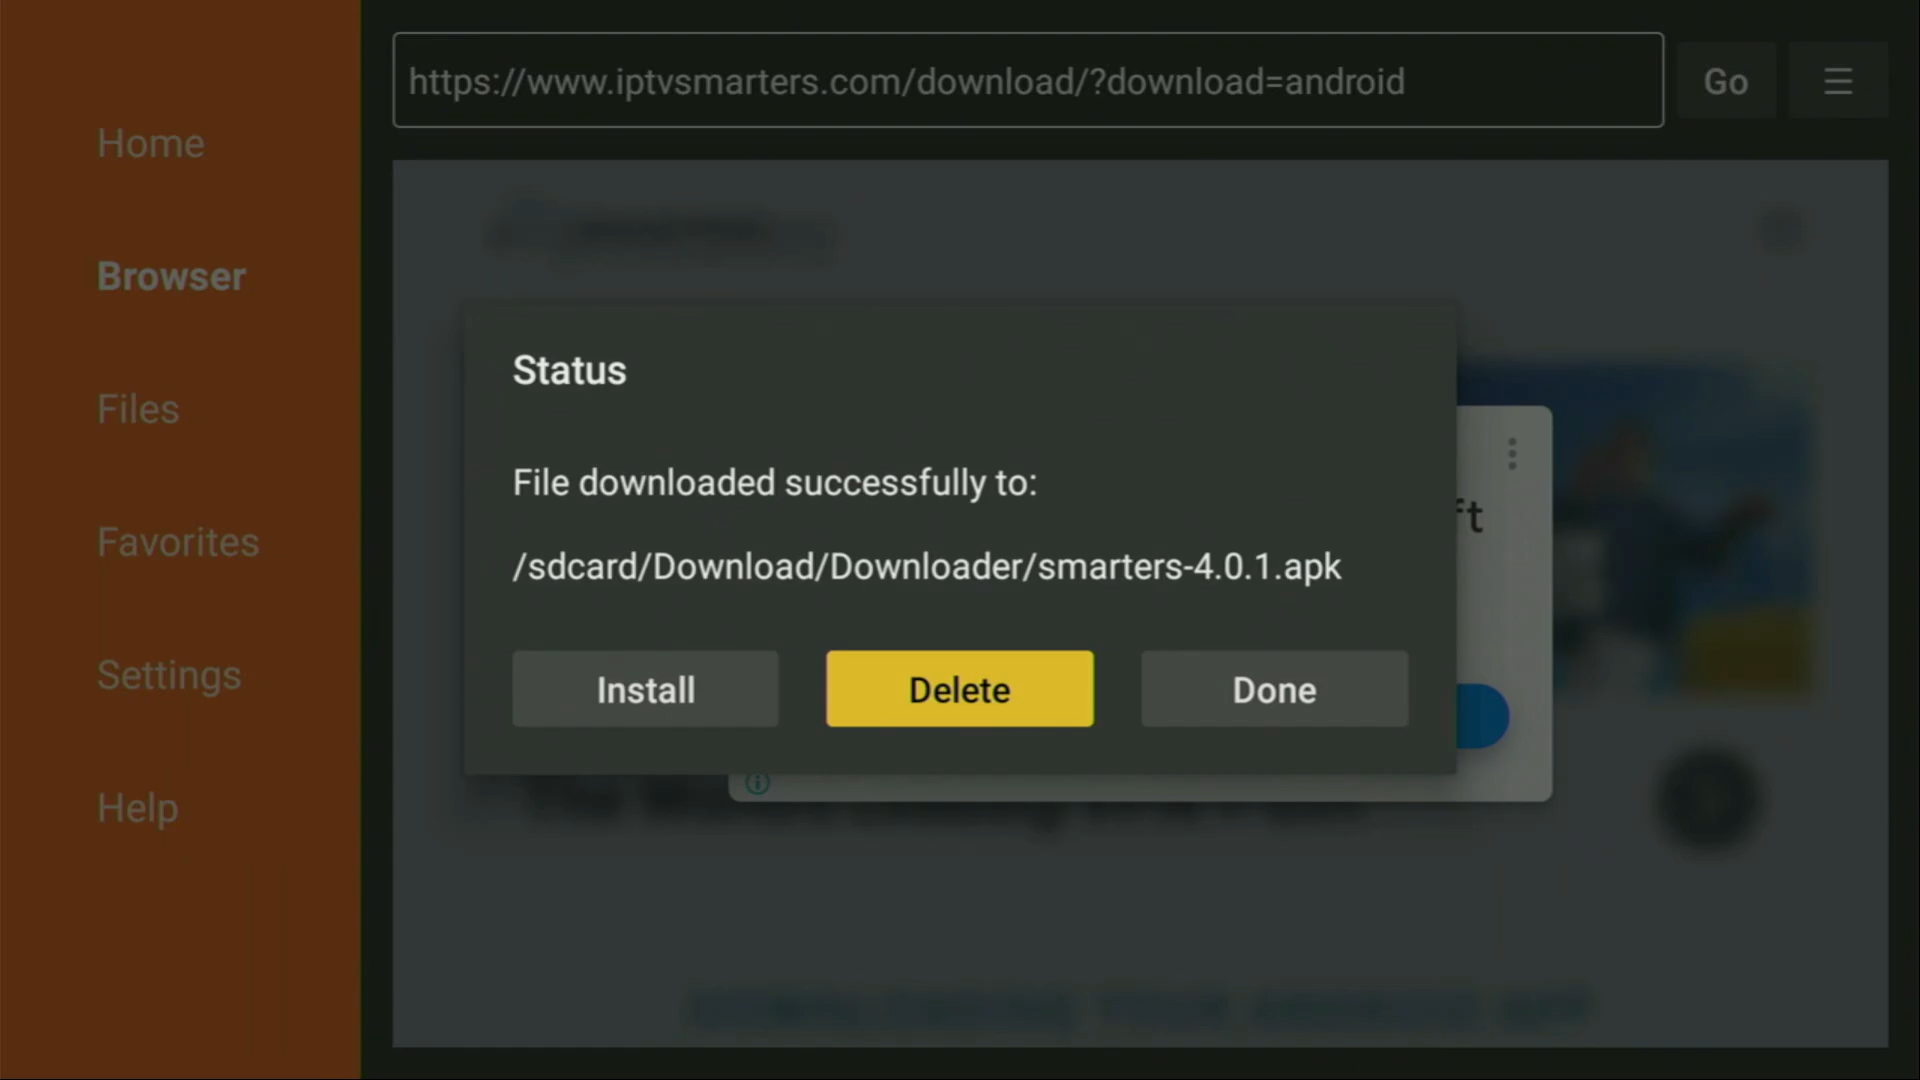 Home
Browser
Files
Favorites
Settings
Help
https://www.iptvsmarters.com/download/?download=android
Go
Status
File downloaded successfully to:
/sdcard/Download/Downloader/smarters-4.0.1.apk
Install
Delete
Done
ft